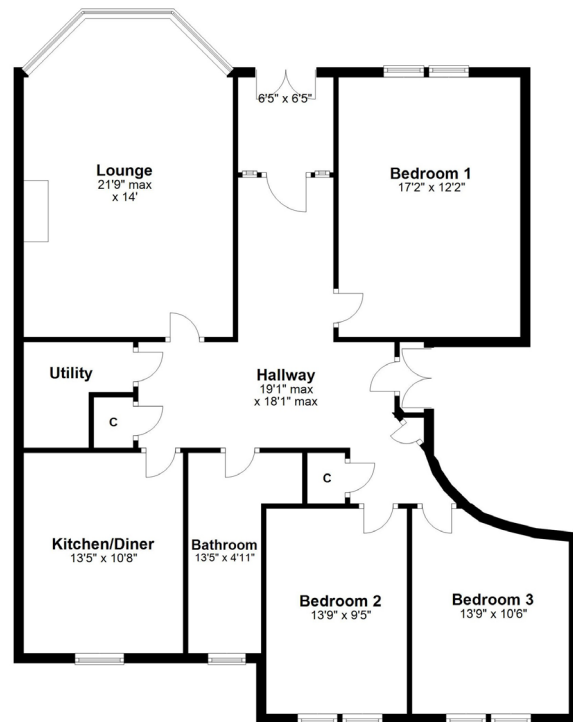 6'5" x 6'5"
Lounge
21'9" max
x 14'
Bedroom 1
17'2" x 12'2"
Utility
Hallway
19'1" max
x 18'1" max
C
C
Kitchen/Diner
13'5" x 10'8"
Bathroom
13'5" x 4'11"
Bedroom 2
13'9" x 9'5"
Bedroom 3
13'9" x 10'6"